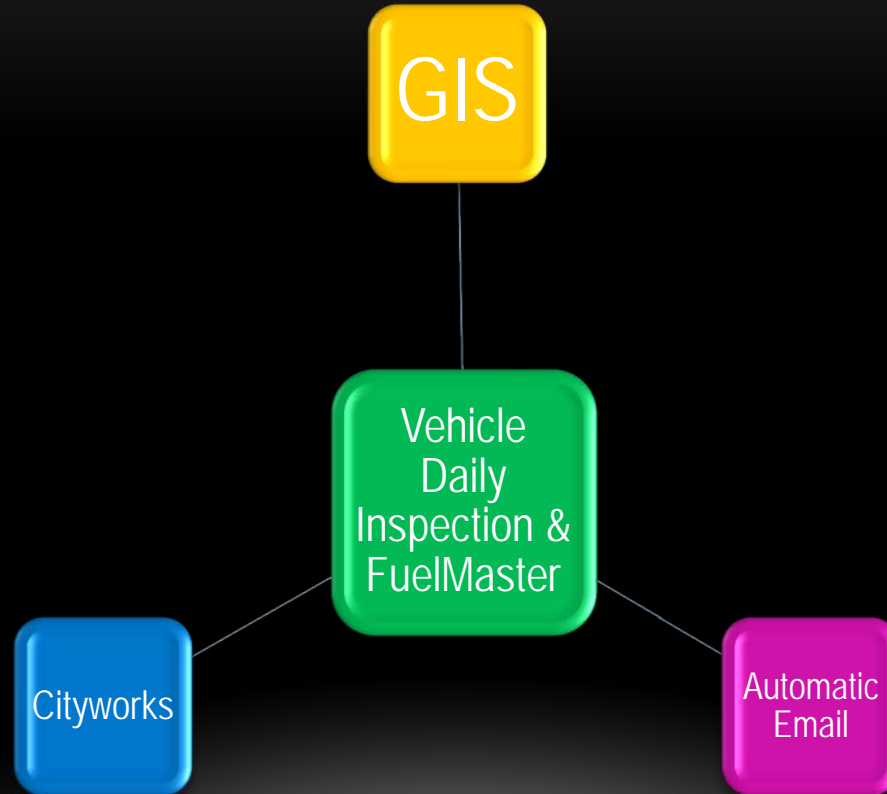 GIS
Vehicle
Daily
Inspection &
FuelMaster
Cityworks
Automatic
Email